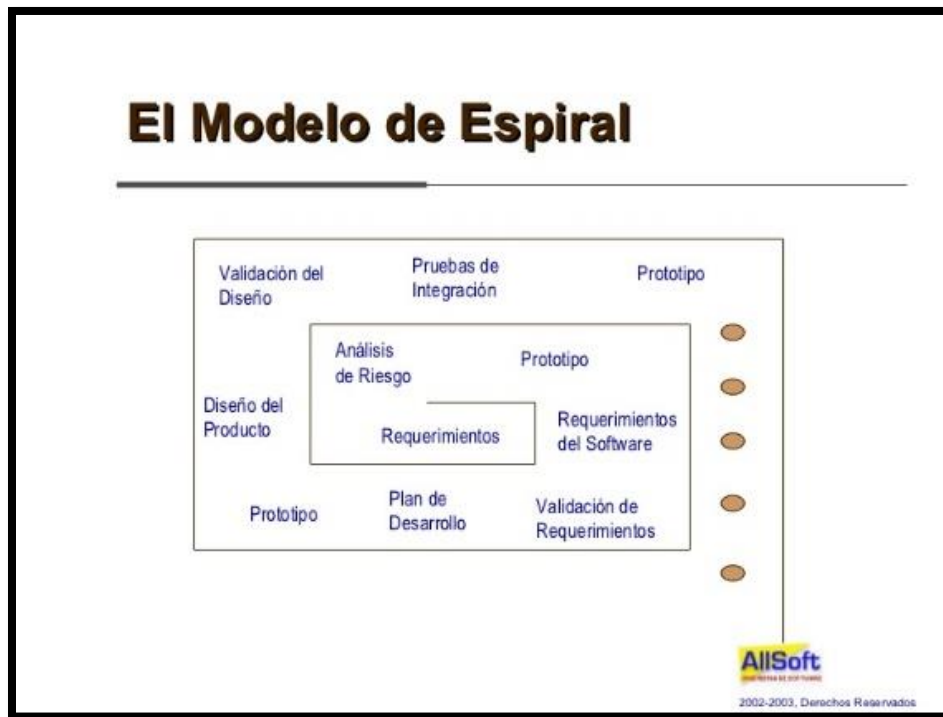 El Modelo de Espiral
Validación del
Diseño
Pruebas de
Integración
Prototipo
Análisis
de Riesgo
Prototipo
Diseño del
Producto
Requerimientos
Requerimientos
del Software
Prototipo
Plan de
Desarrollo
Validación de
Requerimientos
AllSoft
2002-2003, Derechos Reservados